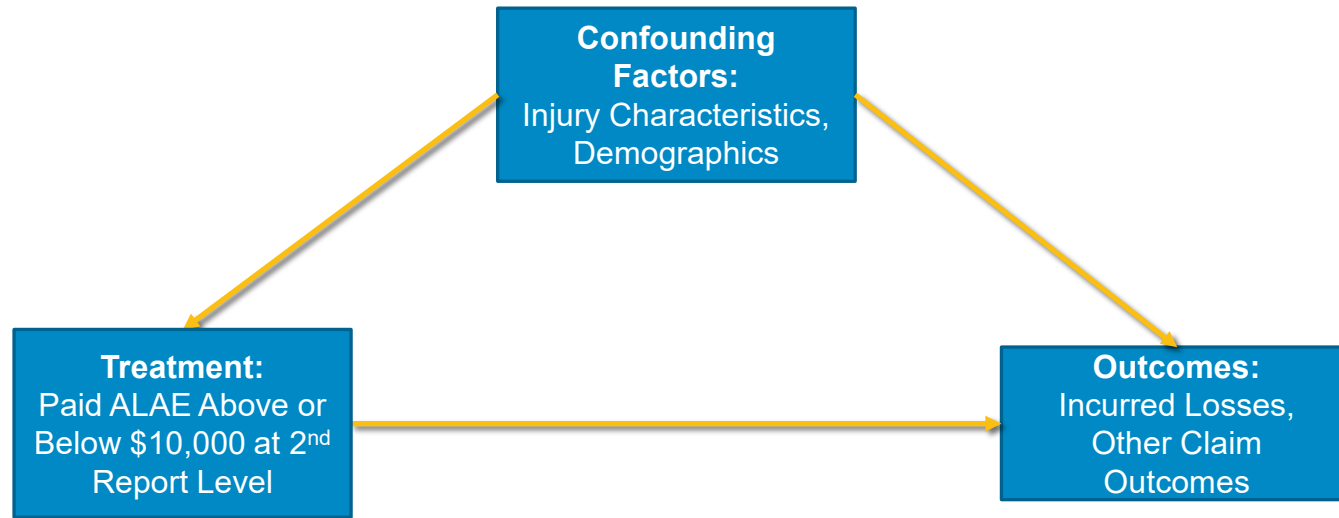 Confounding
Factors:
Injury Characteristics,
Demographics
Treatment:
Paid ALAE Above or
Below $10,000 at 2nd
Report Level
Outcomes:
Incurred Losses,
Other Claim
Outcomes